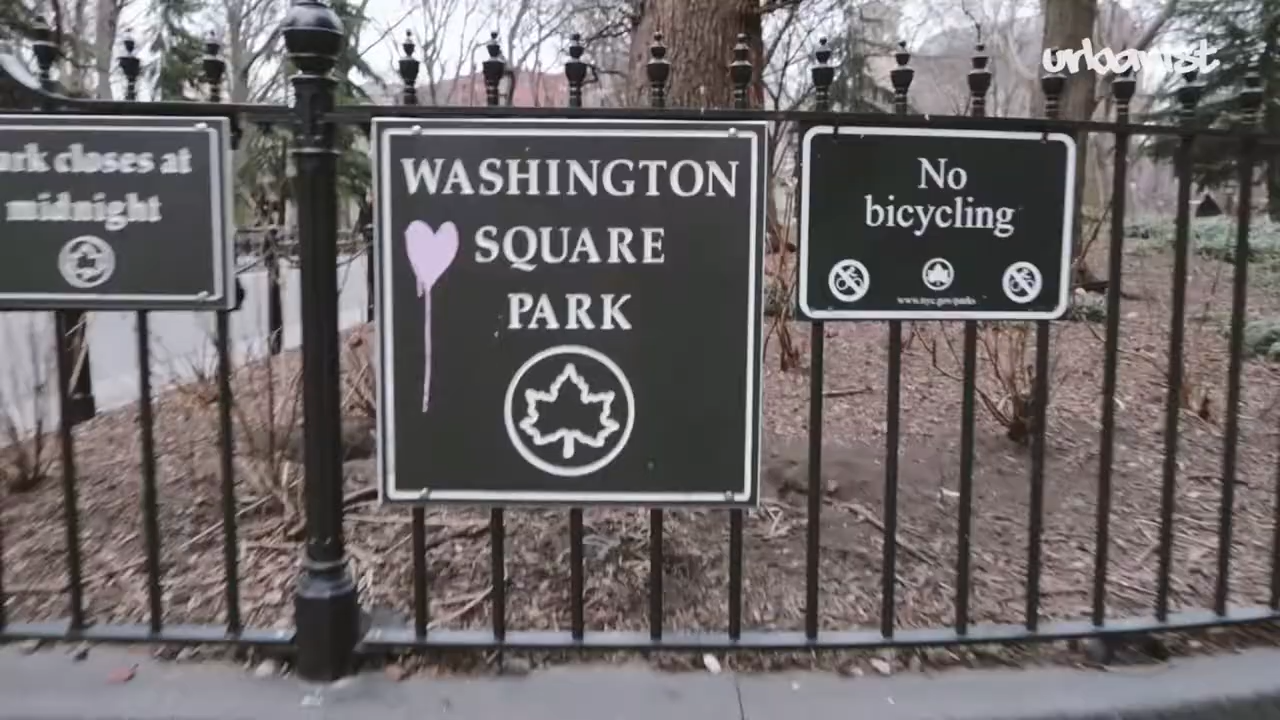 urbanist
ark closes at
midnight
WASHINGTON
SQUARE
PARK
No
bicycling
www.nyc.gov/parks